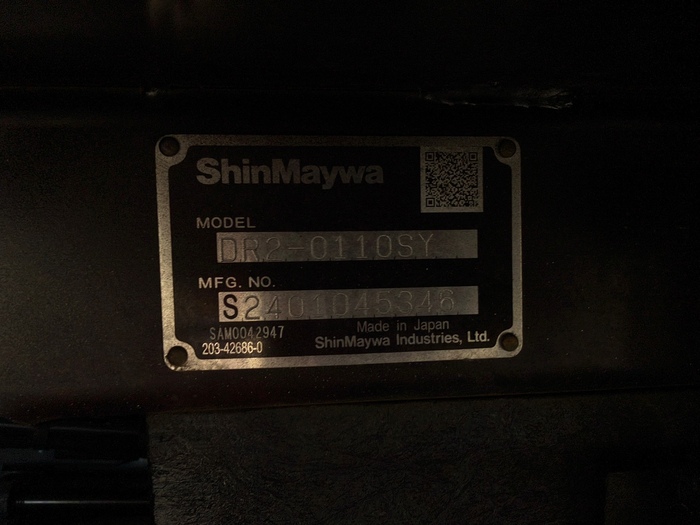 ShinMaywa
MODEL
DR2-0110SY
MFG. NO.
S2401045346
SAM0042947
Made in Japan
203-42686-0
ShinMaywa Industries, Ltd.